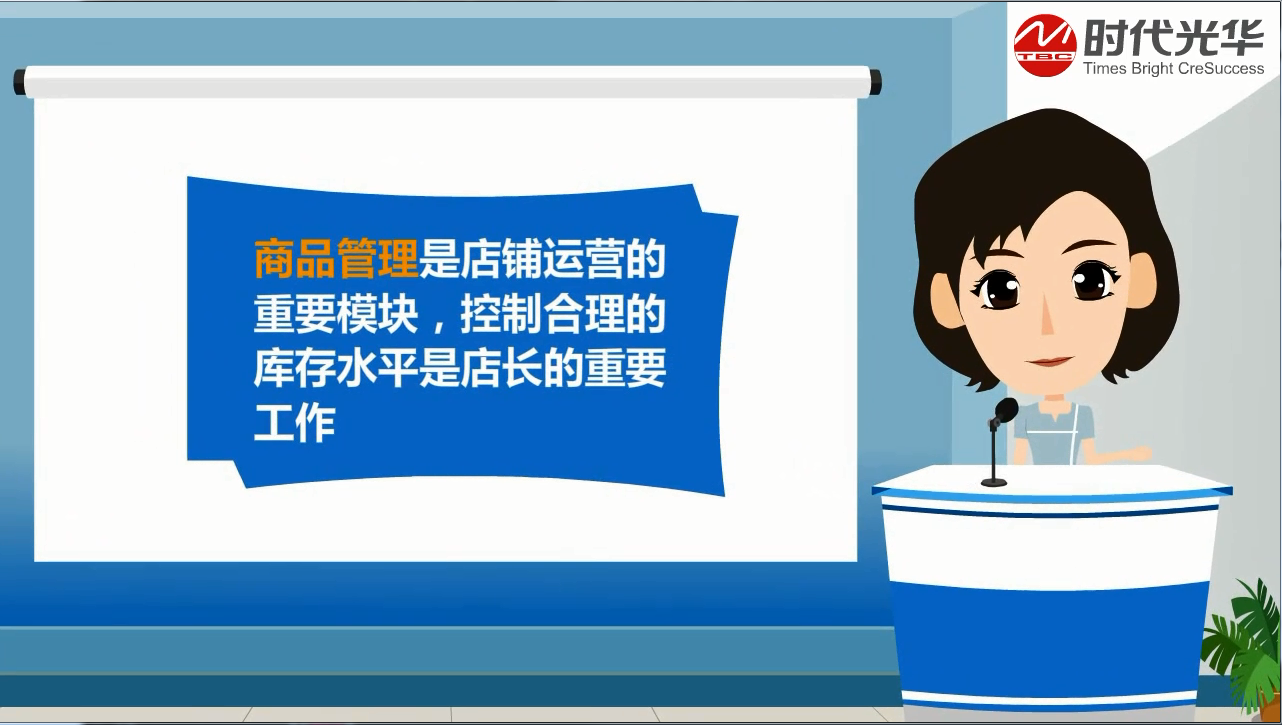 TBC
时代光华
Times Bright CreSuccess
商品管理是店铺运营的
重要模块，控制合理的
库存水平是店长的重要
工作